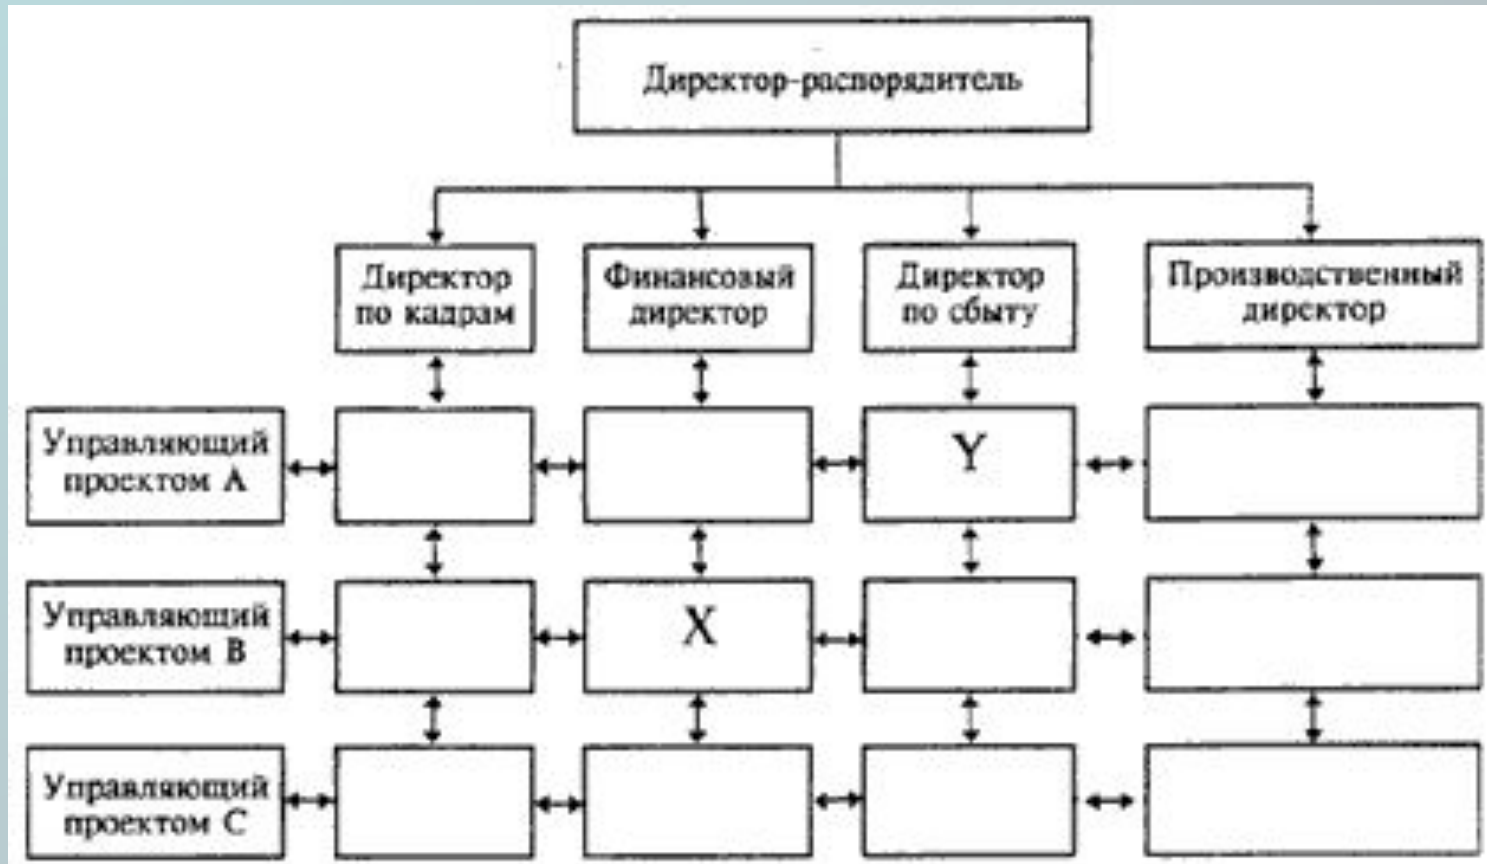 Директор-распорядитель
Директор
по кадрам
Финансовый
директор
Директор
по сбыту
Производственный
директор
Управляющий
проектом А
Y
Управляющий
проектом В
X
Управляющий
проектом С